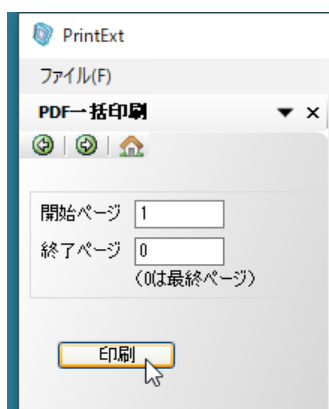 PrintExt
ファイル(F)
PDF一括印刷
開始ページ 1
終了ページ 0
(0は最終ページ)
印刷